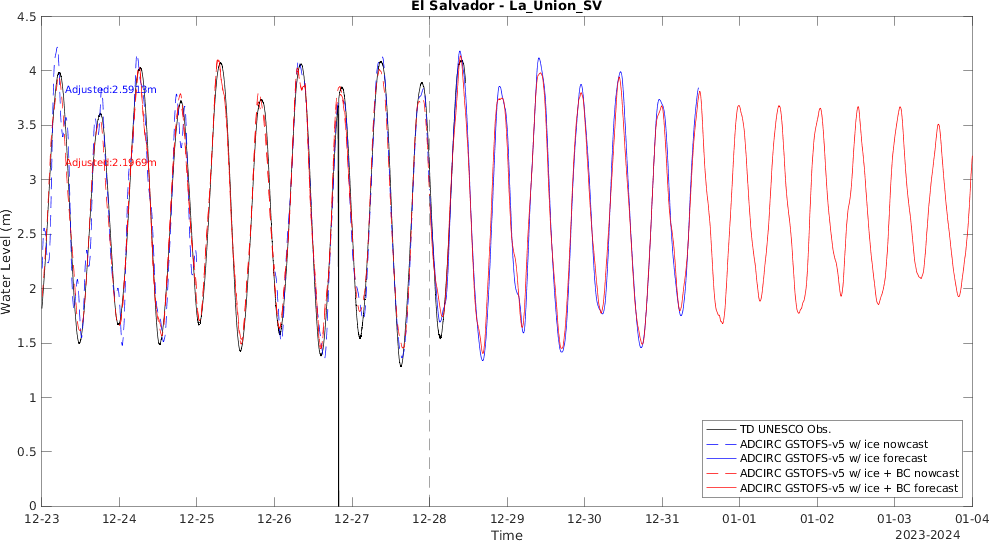 El Salvador - La_Union_SV
4.5
4
3.5
3
2.5
2
1.5
1
0.5
0
Water Level (m)
Adjusted:2.5913m
Adjusted:2.1969m
TD UNESCO Obs.
ADCIRC GSTOFS-v5 w/ ice nowcast
ADCIRC GSTOFS-v5 w/ ice forecast
ADCIRC GSTOFS-v5 w/ ice + BC nowcast
ADCIRC GSTOFS-v5 w/ ice + BC forecast
12-23 12-24 12-25 12-26 12-27 12-28 12-29 12-30 12-31 01-01 01-02 01-03 01-04
Time
2023-2024